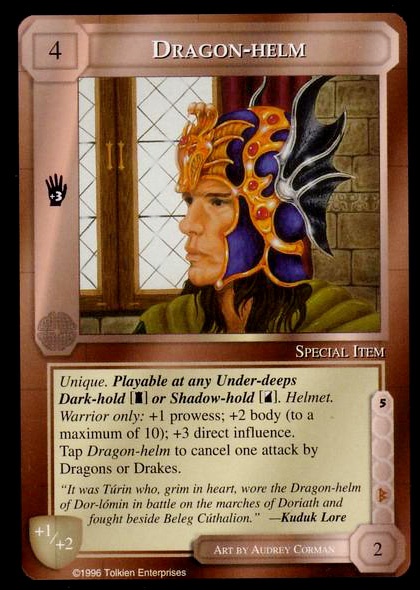 4
DRAGON-HELM
+3
SPECIAL ITEM
Unique. Playable at any Under-deeps
Dark-hold [ ] or Shadow-hold [ ]. Helmet.
Warrior only: +1 prowess; +2 body (to a
maximum of 10); +3 direct influence.
Tap Dragon-helm to cancel one attack by
Dragons or Drakes.
5
“It was Túrin who, grim in heart, wore the Dragon-helm
of Dor-lómin in battle on the marches of Doriath and
fought beside Beleg Cúthalion.” —Kuduk Lore
+1/+2
ART BY AUDREY CORMAN
2
©1996 Tolkien Enterprises